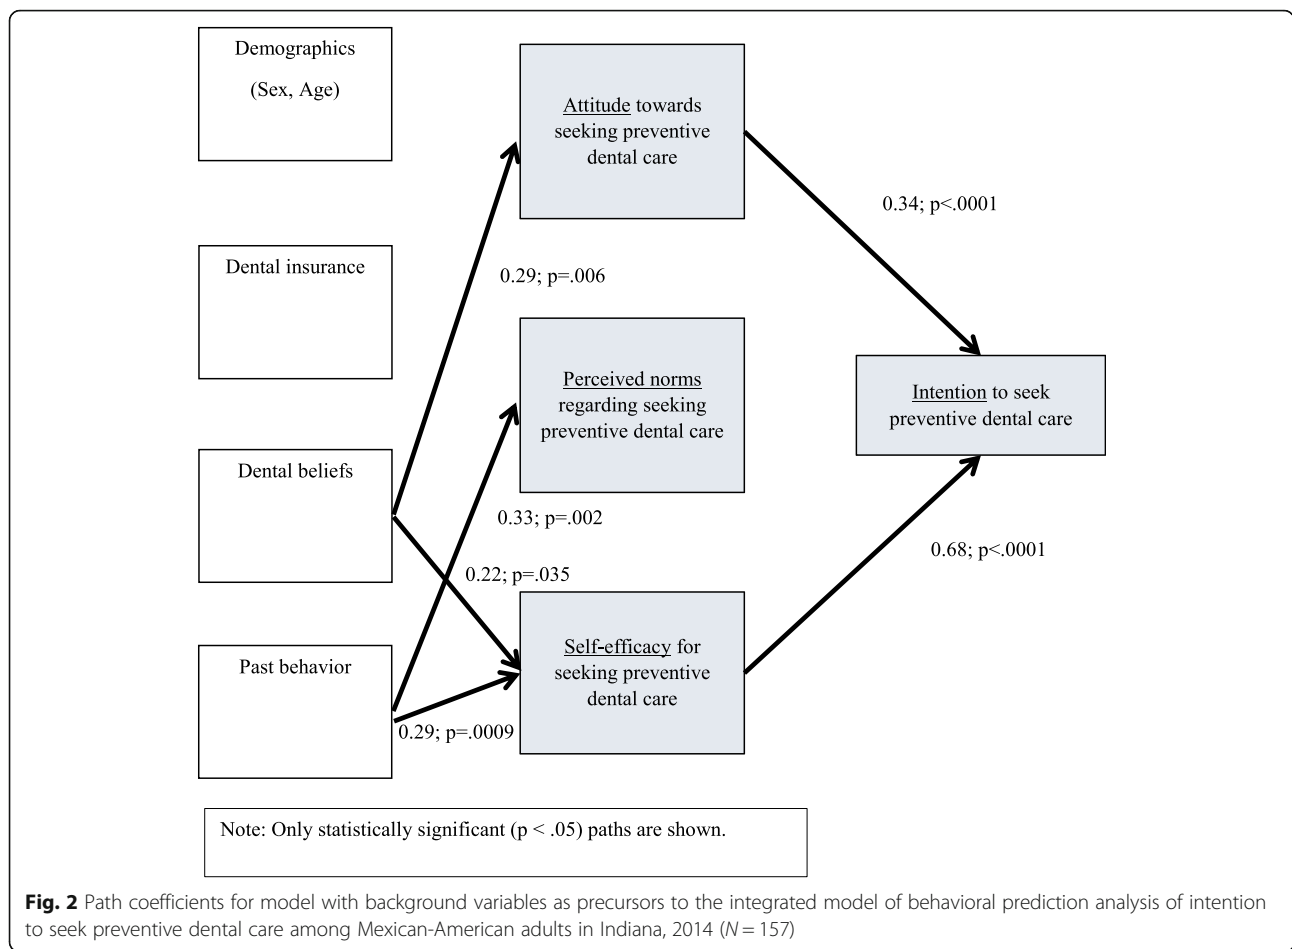 Demographics
(Sex, Age)
Attitude towards
seeking preventive
dental care
0.34; p<.0001
Dental insurance
0.29; p=.006
Perceived norms
regarding seeking
preventive dental care
Intention to seek
preventive dental care
Dental beliefs
0.33; p=.002
0.68; p<.0001
0.22; p=.035
Self-efficacy for
seeking preventive
dental care
Past behavior
0.29; p=.0009
Note: Only statistically significant (p < .05) paths are shown.
Fig. 2 Path coefficients for model with background variables as precursors to the integrated model of behavioral prediction analysis of intention
to seek preventive dental care among Mexican-American adults in Indiana, 2014 (N = 157)